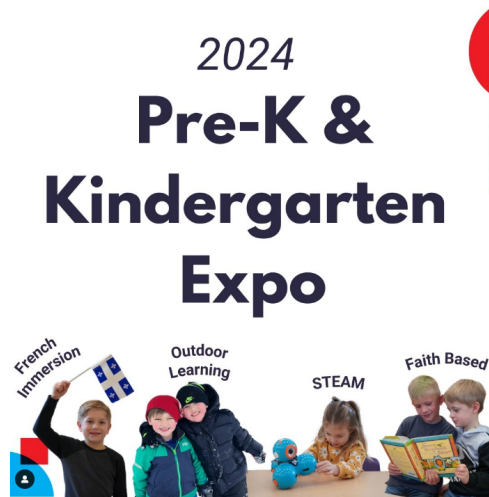 2024
Pre-K &
Kindergarten
Expo
French
Immersion
Outdoor
Learning
STEAM
Faith Based